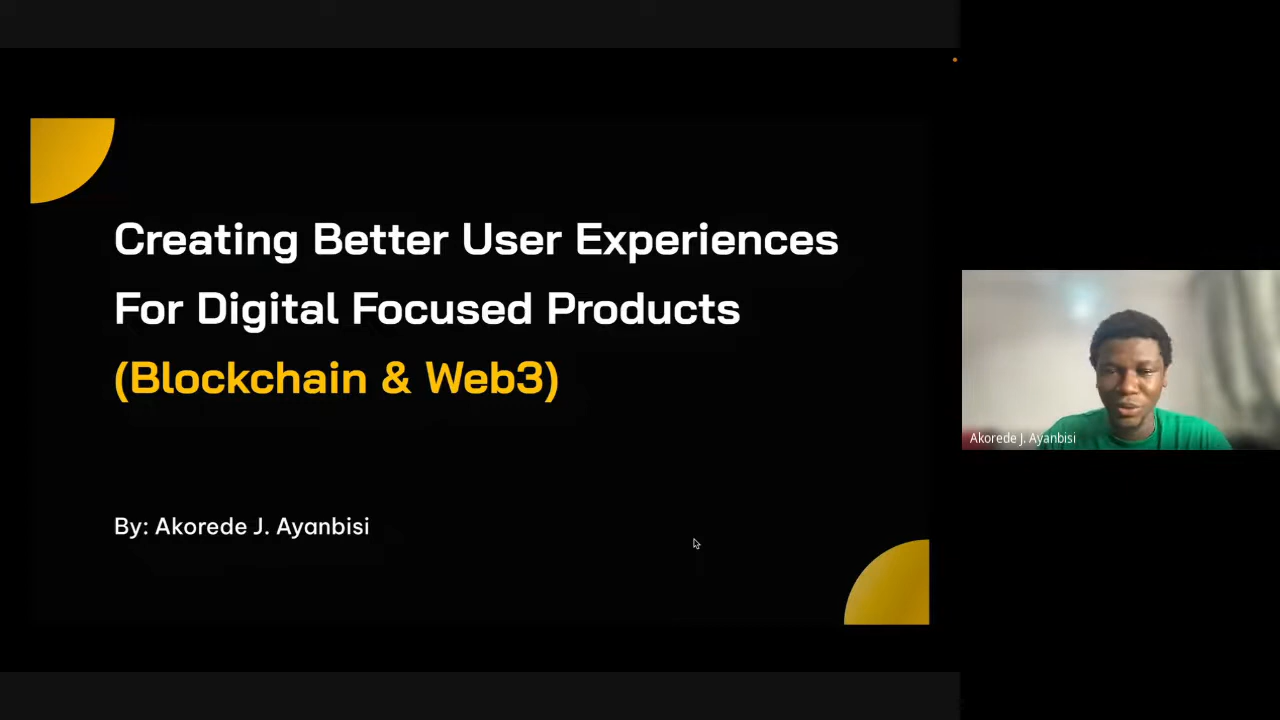 Creating Better User Experiences
For Digital Focused Products
(Blockchain & Web3)
By: Akorede J. Ayanbisi
Akorede J. Ayanbisi